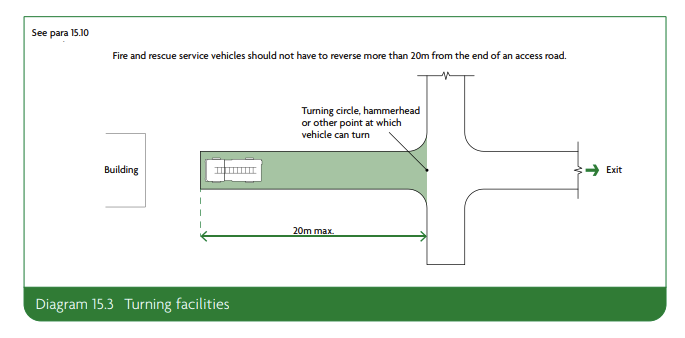 See para 15.10
Fire and rescue service vehicles should not have to reverse more than 20m from the end of an access road.
Turning circle, hammerhead
or other point at which
vehicle can turn
Building
Exit
20m max.
Diagram 15.3 Turning facilities